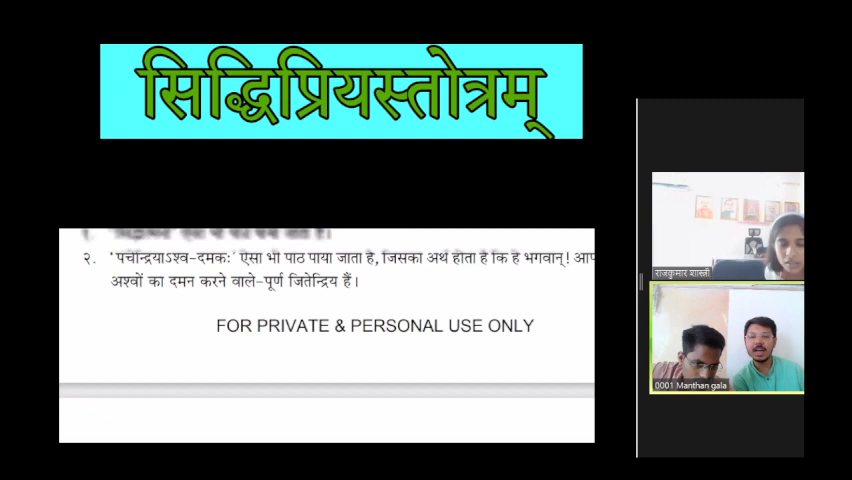 सिद्धिप्रियस्तोत्रम्
२. 'पचेन्द्रियाऽश्व-दमकः' ऐसा भी पाठ पाया जाता है, जिसका अर्थ होता है कि हे भगवान्! आप
अश्वों का दमन करने वाले-पूर्ण जितेन्द्रिय हैं।
FOR PRIVATE & PERSONAL USE ONLY
राजकुमार शास्त्री
0001 Manthan gala